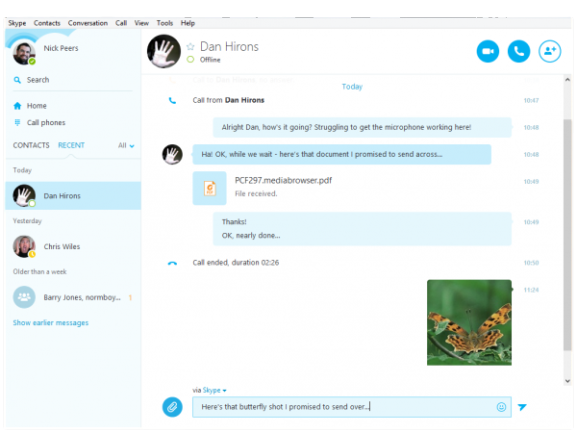 Skype Contacts Conversation Call View Tools Help
Nick Peers
Search
Home
Call phones
CONTACTS RECENT All
Today
Dan Hirons
Yesterday
Chris Wiles
Older than a week
Barry Jones, normboy... 1
Show earlier messages
Dan Hirons
Offline
Today
Call from Dan Hirons 10:47
Alright Dan, how's it going? Struggling to get the microphone working here! 10:48
Ha! OK, while we wait - here's that document I promised to send across... 10:48
PCF297.mediabrowser.pdf 10:49
File received.
Thanks! 10:49
OK, nearly done...
Call ended, duration 02:26 10:50
11:24
via Skype
Here's that butterfly shot I promised to send over...